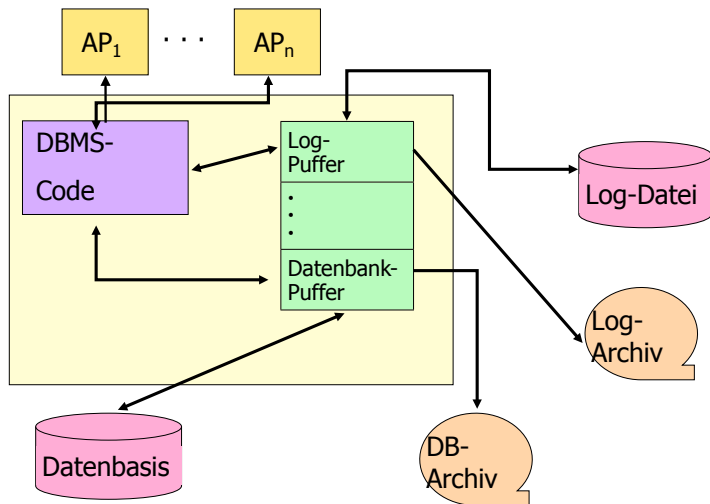 AP1 · · · APn
DBMS-
Code
Log-
Puffer
Datenbank-
Puffer
Log-Datei
Log-
Archiv
DB-
Archiv
Datenbasis